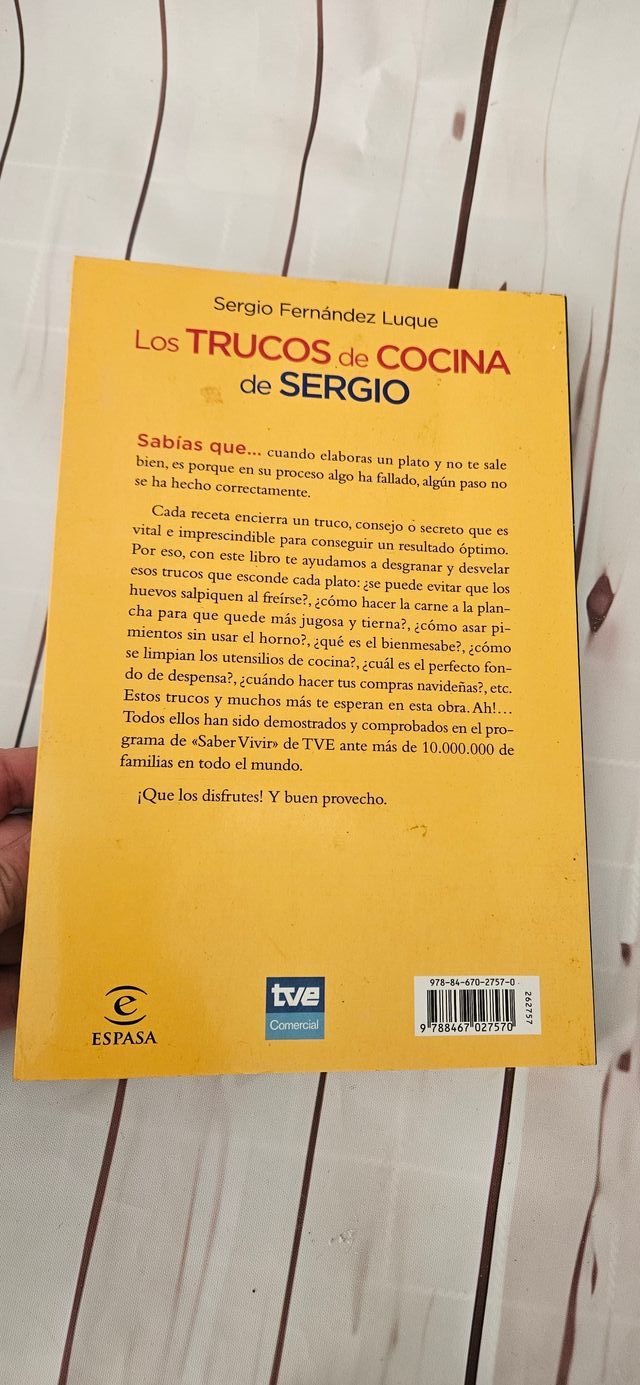 Sergio Fernández Luque
Los TRUCOS de COCINA
de SERGIO
Sabías que... cuando elaboras un plato y no te sale
bien, es porque en su proceso algo ha fallado, algún paso no
se ha hecho correctamente.
Cada receta encierra un truco, consejo o secreto que es
vital e imprescindible para conseguir un resultado óptimo.
Por eso, con este libro te ayudamos a desgranar y desvelar
esos trucos que esconde cada plato: ¿se puede evitar que los
huevos salpiquen al freírse?, ¿cómo hacer la carne a la plan-
cha para que quede más jugosa y tierna?, ¿cómo asar pi-
mientos sin usar el horno?, ¿qué es el bienmesabe?, ¿cómo
se limpian los utensilios de cocina?, ¿cuál es el perfecto fon-
do de despensa?, ¿cuándo hacer tus compras navideñas?, etc.
Estos trucos y muchos más te esperan en esta obra. Ah!...
Todos ellos han sido demostrados y comprobados en el pro-
grama de «Saber Vivir» de TVE ante más de 10.000.000 de
familias en todo el mundo.
¡Que los disfrutes! Y buen provecho.
e
ESPASA
tve
Comercial
978-84-670-2757-0
9 788467 027570
262757